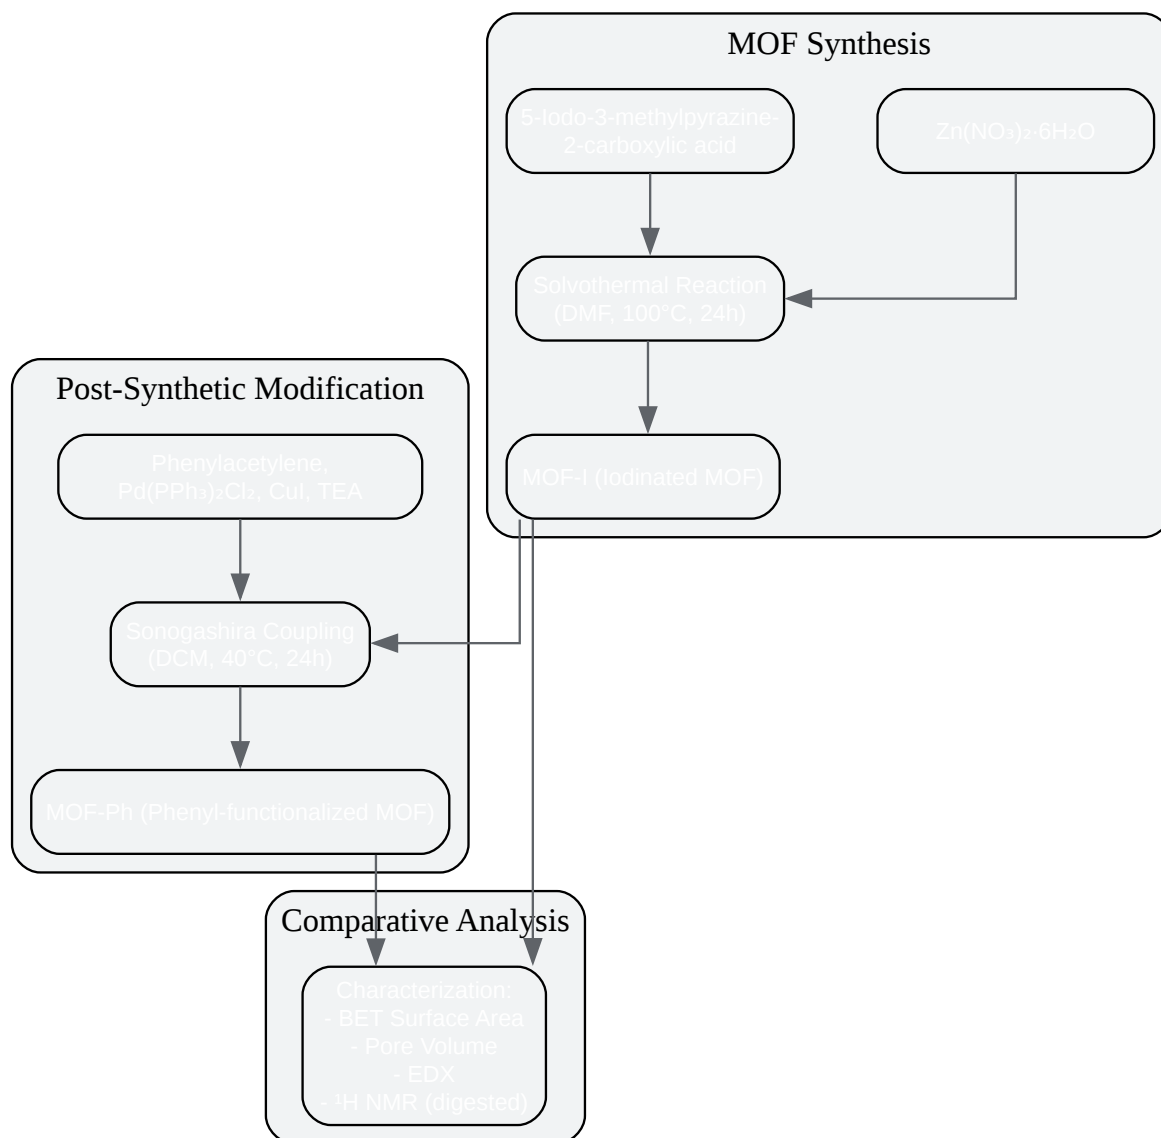 MOF Synthesis
5-Iodo-3-methylpyrazine-
2-carboxylic acid
Zn(NO₃)₂·6H₂O
Solvothermal Reaction
(DMF, 100°C, 24h)
MOF-I (Iodinated MOF)
Post-Synthetic Modification
Phenylacetylene,
Pd(PPh₃)₂Cl₂, CuI, TEA
Sonogashira Coupling
(DCM, 40°C, 24h)
MOF-Ph (Phenyl-functionalized MOF)
Comparative Analysis
Characterization:
- BET Surface Area
- Pore Volume
- EDX
- ¹H NMR (digested)